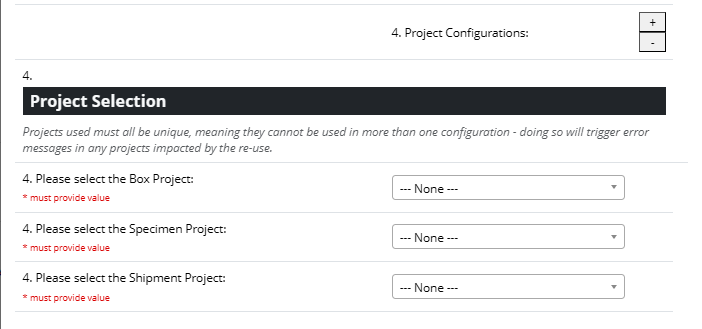 4. Project Configurations:
+
-
4.
Project Selection
Projects used must all be unique, meaning they cannot be used in more than one configuration - doing so will trigger error
messages in any projects impacted by the re-use.
4. Please select the Box Project:
--- None ---
* must provide value
4. Please select the Specimen Project:
--- None ---
* must provide value
4. Please select the Shipment Project:
--- None ---
* must provide value